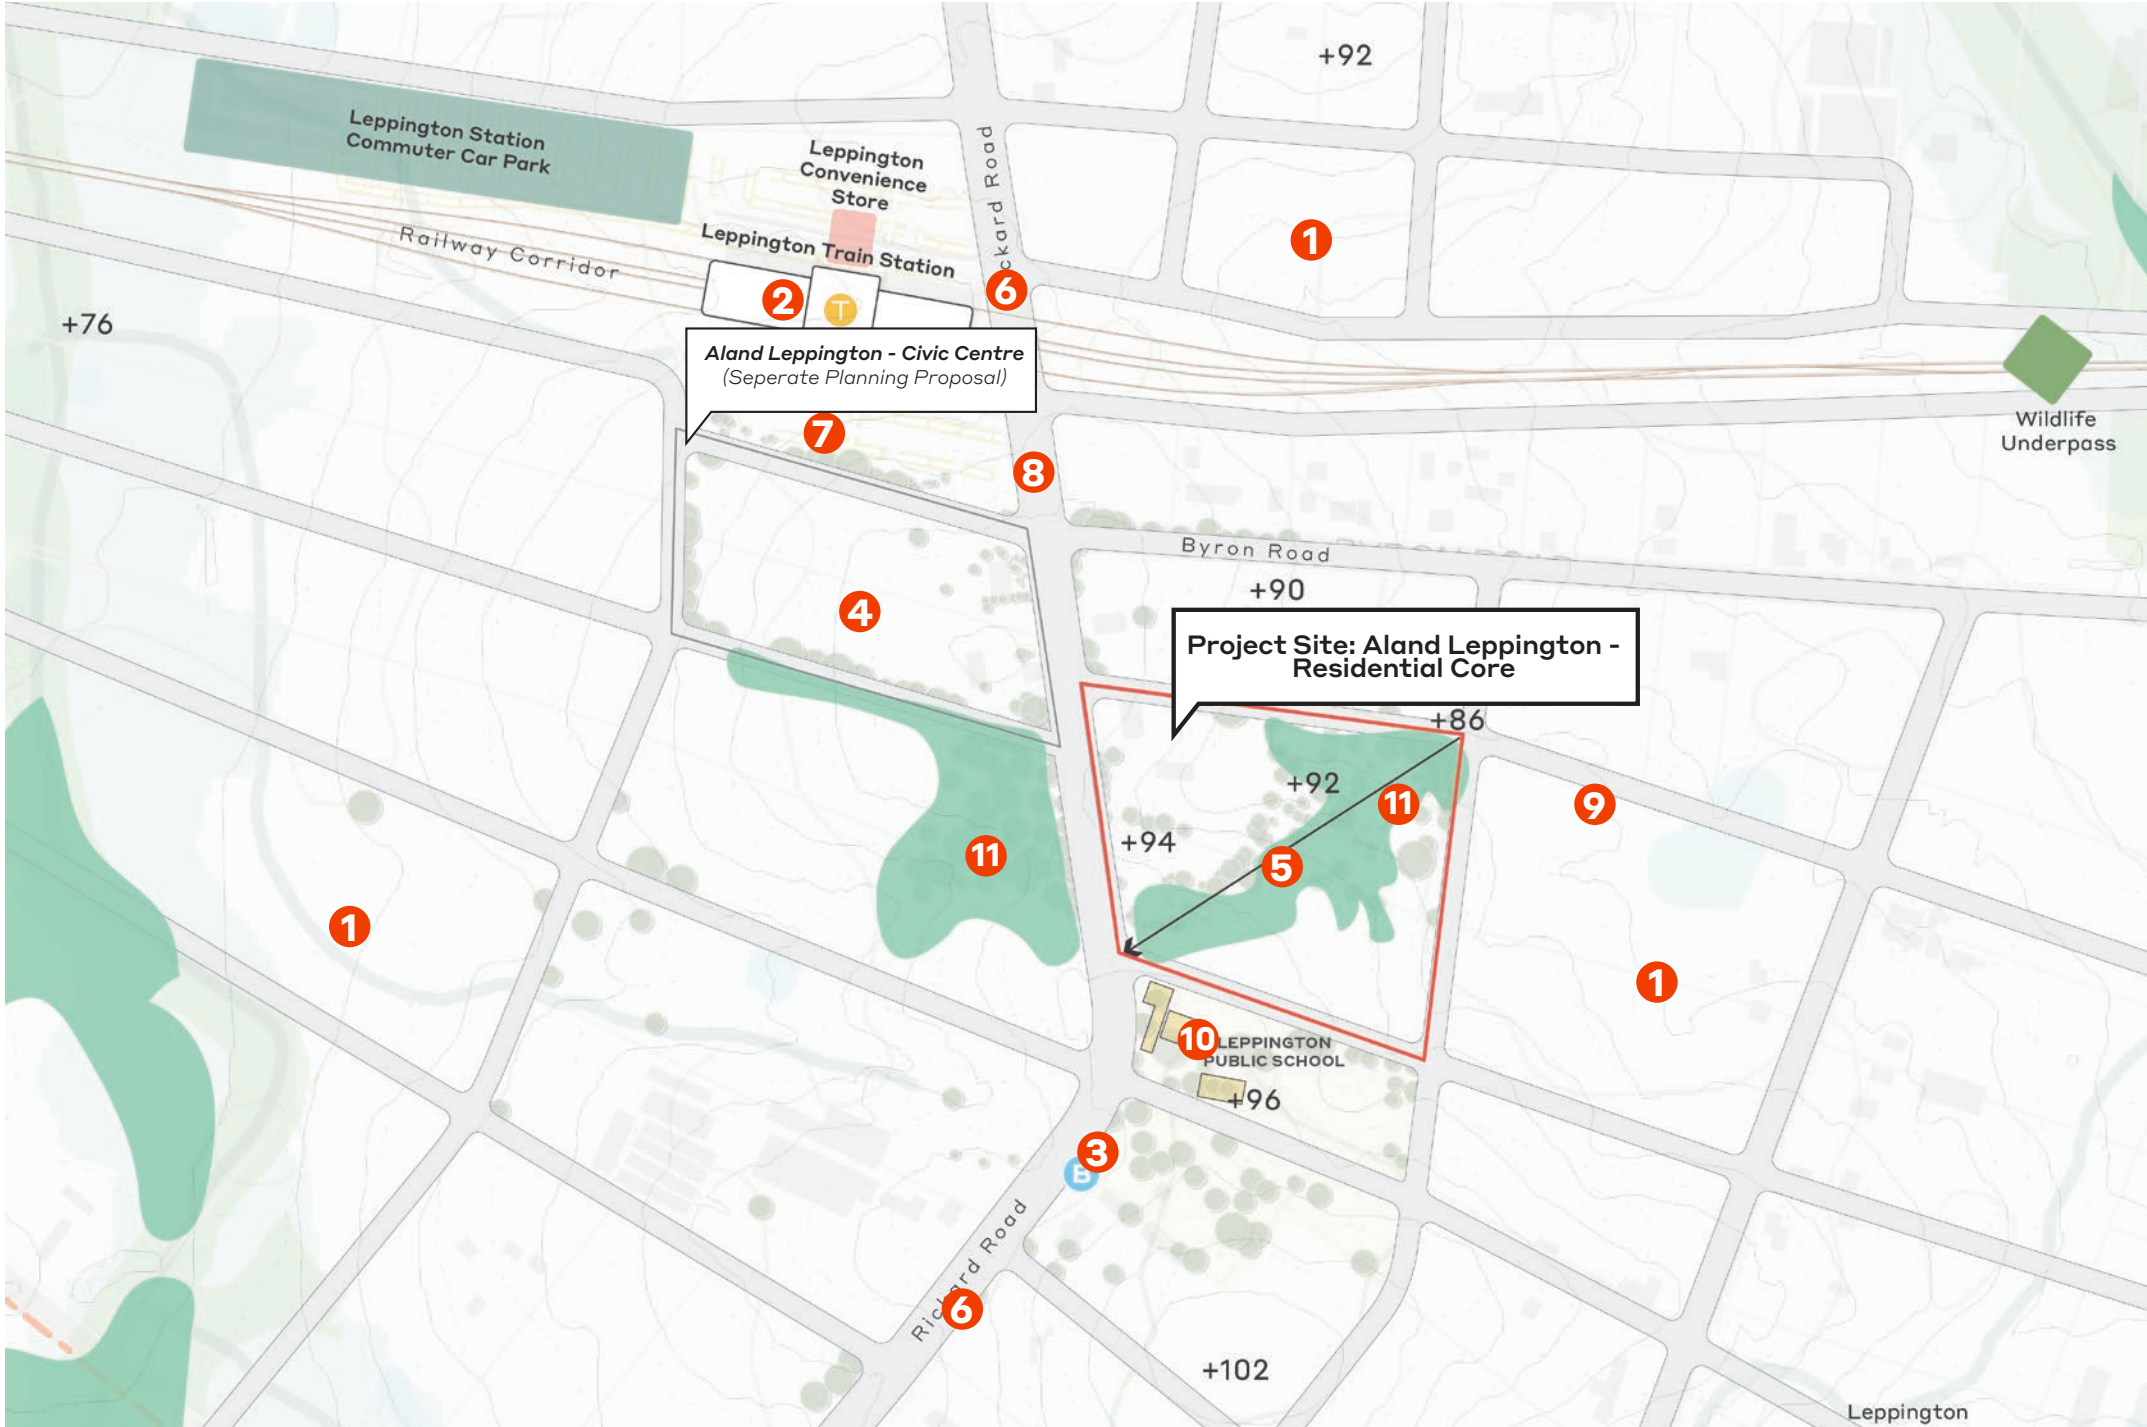 +92
Leppington Station
Commuter Car Park
Leppington
Convenience
Store
Rickard Road
1
Railway Corridor
Leppington Train Station
6
2
T
+76
Aland Leppington - Civic Centre
(Seperate Planning Proposal)
Wildlife
Underpass
7
8
Byron Road
+90
4
Project Site: Aland Leppington -
Residential Core
+86
+92
11
9
+94
11
5
1
1
10
LEPPINGTON
PUBLIC SCHOOL
+96
3
B
Rickard Road
6
+102
Leppington